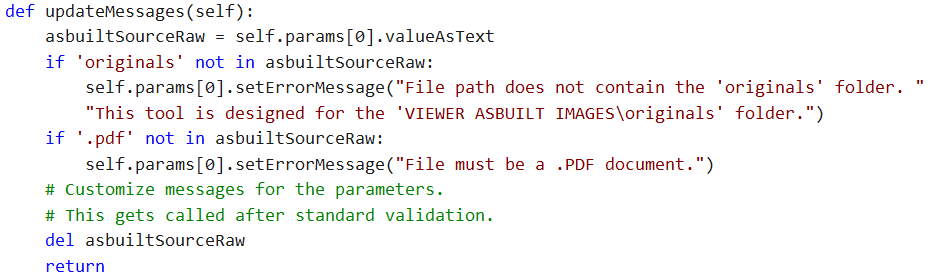 def updateMessages(self):
    asbuiltSourceRaw = self.params[0].valueAsText
    if 'originals' not in asbuiltSourceRaw:
        self.params[0].setErrorMessage("File path does not contain the 'originals' folder. "
        "This tool is designed for the 'VIEWER ASBUILT IMAGES\originals' folder.")
    if '.pdf' not in asbuiltSourceRaw:
        self.params[0].setErrorMessage("File must be a .PDF document.")
    # Customize messages for the parameters.
    # This gets called after standard validation.
    del asbuiltSourceRaw
    return